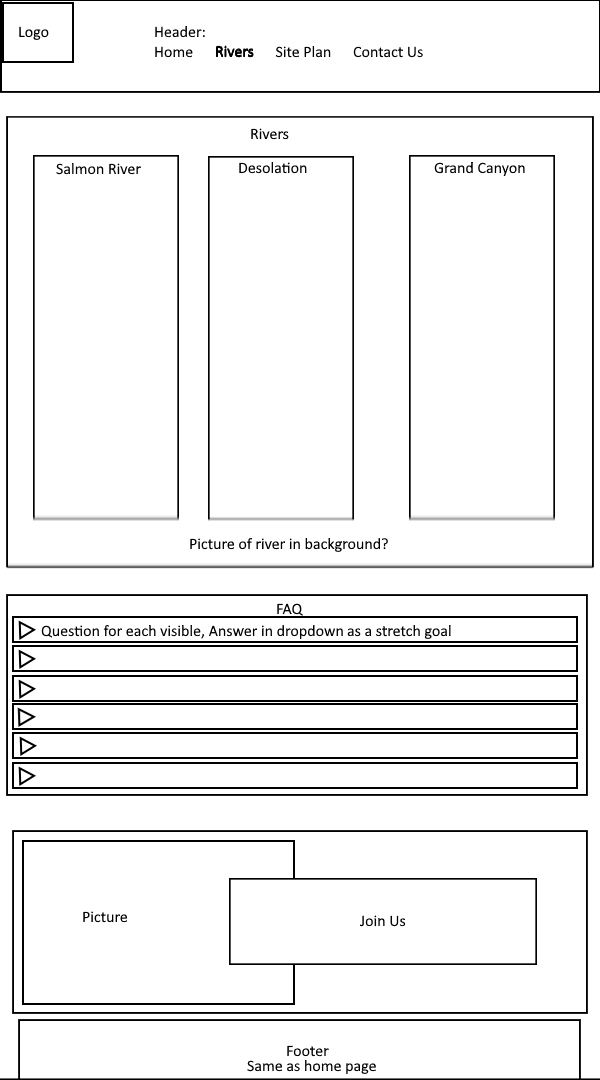 Logo
Header:
Home Rivers Site Plan Contact Us
Rivers
Salmon River Desolation Grand Canyon
Picture of river in background?
FAQ
Question for each visible, Answer in dropdown as a stretch goal
Picture
Join Us
Footer
Same as home page